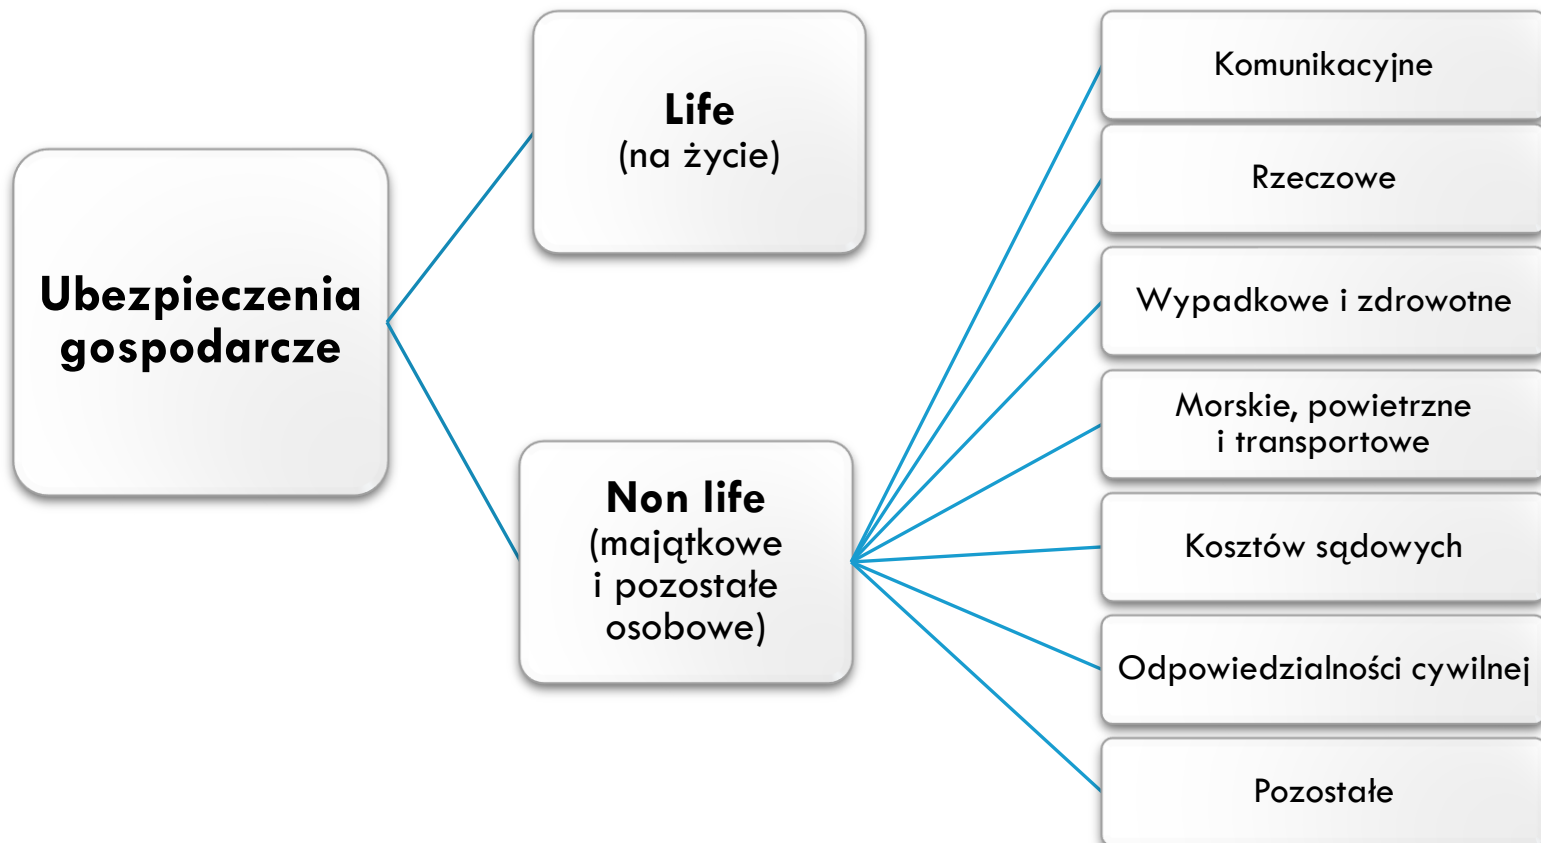 Ubezpieczenia
gospodarcze
Life
(na życie)
Non life
(majątkowe
i pozostałe
osobowe)
Komunikacyjne
Rzeczowe
Wypadkowe i zdrowotne
Morskie, powietrzne
i transportowe
Kosztów sądowych
Odpowiedzialności cywilnej
Pozostałe